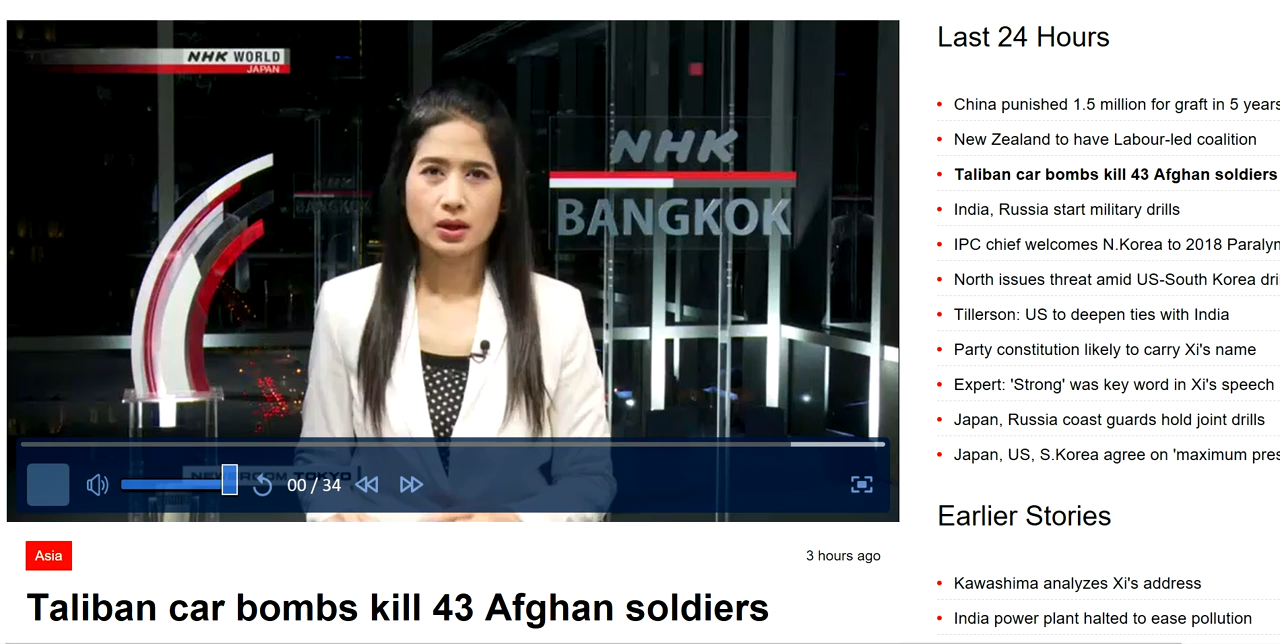 NHK WORLD
JAPAN
NHK
BANGKOK
NEWSROOM TOKYO
00 / 34
Asia
3 hours ago
Taliban car bombs kill 43 Afghan soldiers
Last 24 Hours
China punished 1.5 million for graft in 5 years
New Zealand to have Labour-led coalition
Taliban car bombs kill 43 Afghan soldiers
India, Russia start military drills
IPC chief welcomes N.Korea to 2018
North issues threat amid US-South Korea
Tillerson: US to deepen ties with India
Party constitution likely to carry Xi's name
Expert: 'Strong' was key word in Xi's speech
Japan, Russia coast guards hold joint drills
Japan, US, S.Korea agree on 'maximum
Earlier Stories
Kawashima analyzes Xi's address
India power plant halted to ease pollution